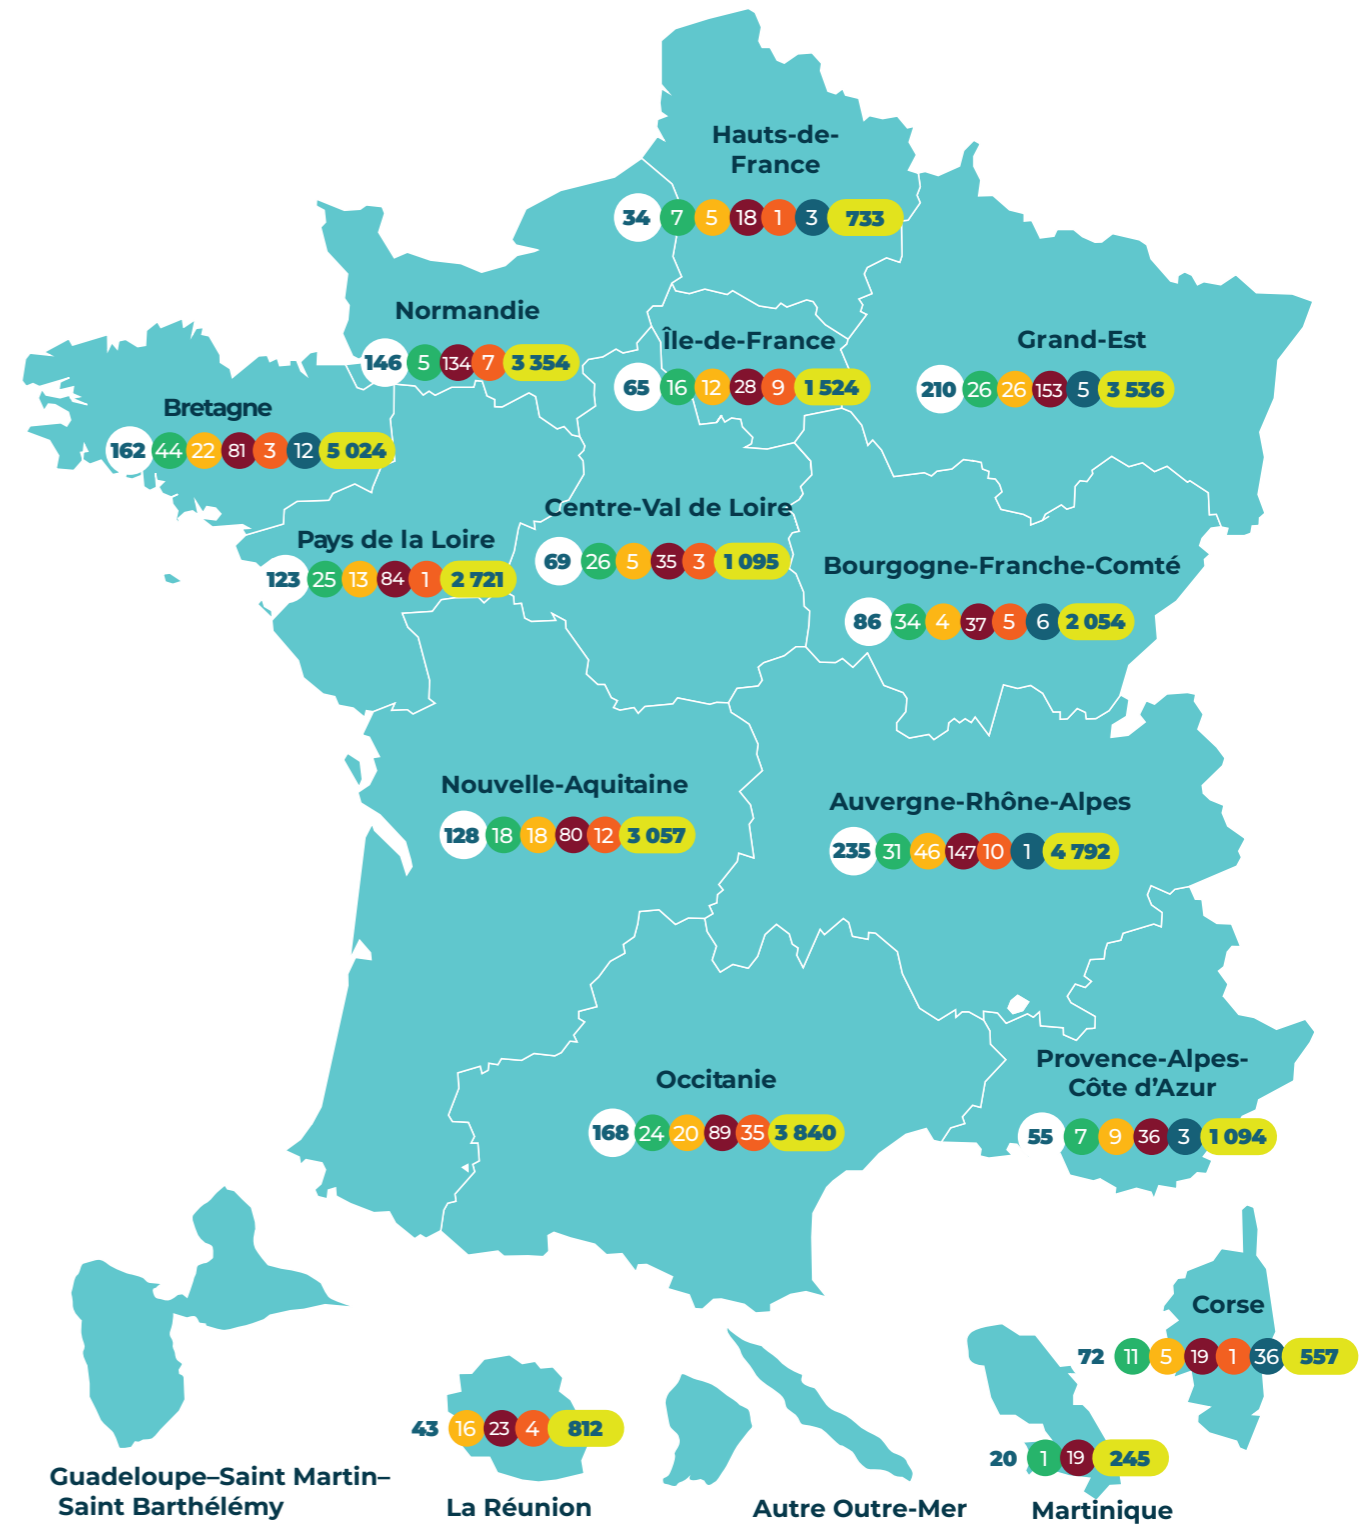 Hauts-de-
France
34 7 5 18 1 3 733
Normandie
146 5 134 7 3 354
Île-de-France
65 16 12 28 9 1 524
Grand-Est
210 26 26 153 5 3 536
Bretagne
162 44 22 81 3 12 5 024
Centre-Val de Loire
69 26 5 35 3 1 095
Pays de la Loire
123 25 13 84 1 2 721
Bourgogne-Franche-Comté
86 34 4 37 5 6 2 054
Nouvelle-Aquitaine
128 18 18 80 12 3 057
Auvergne-Rhône-Alpes
235 31 46 147 10 1 4 792
Occitanie
168 24 20 89 35 3 840
Provence-Alpes-
Côte d’Azur
55 7 9 36 3 1 094
Corse
72 11 5 19 1 36 557
Guadeloupe–Saint Martin–
Saint Barthélémy
43 16 23 4 812
La Réunion
Autre Outre-Mer
20 1 19 245
Martinique